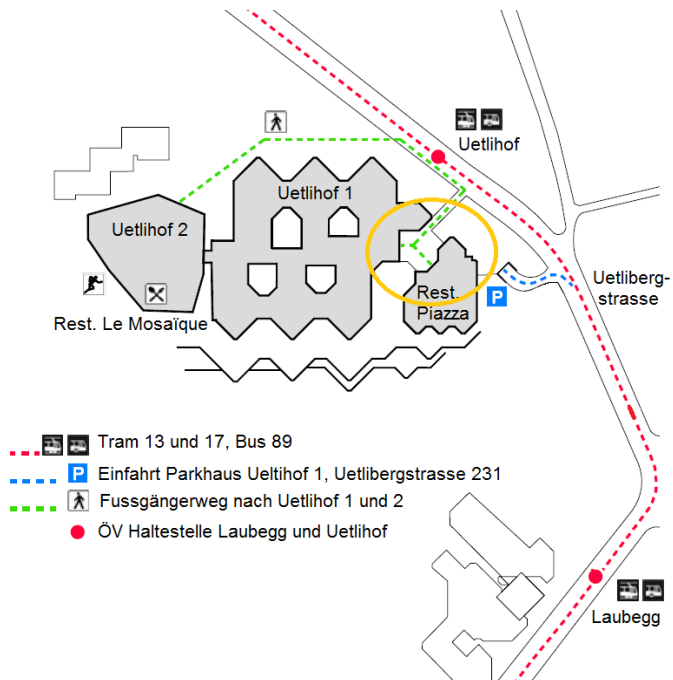 Uetlihof
Uetlihof 1
Uetlihof 2
Uetliberg-
strasse
Rest.
Piazza
P
Rest. Le Mosaïque
Tram 13 und 17, Bus 89
P Einfahrt Parkhaus Ueltihof 1, Uetlibergstrasse 231
Fussgängerweg nach Uetlihof 1 und 2
ÖV Haltestelle Laubegg und Uetlihof
Laubegg